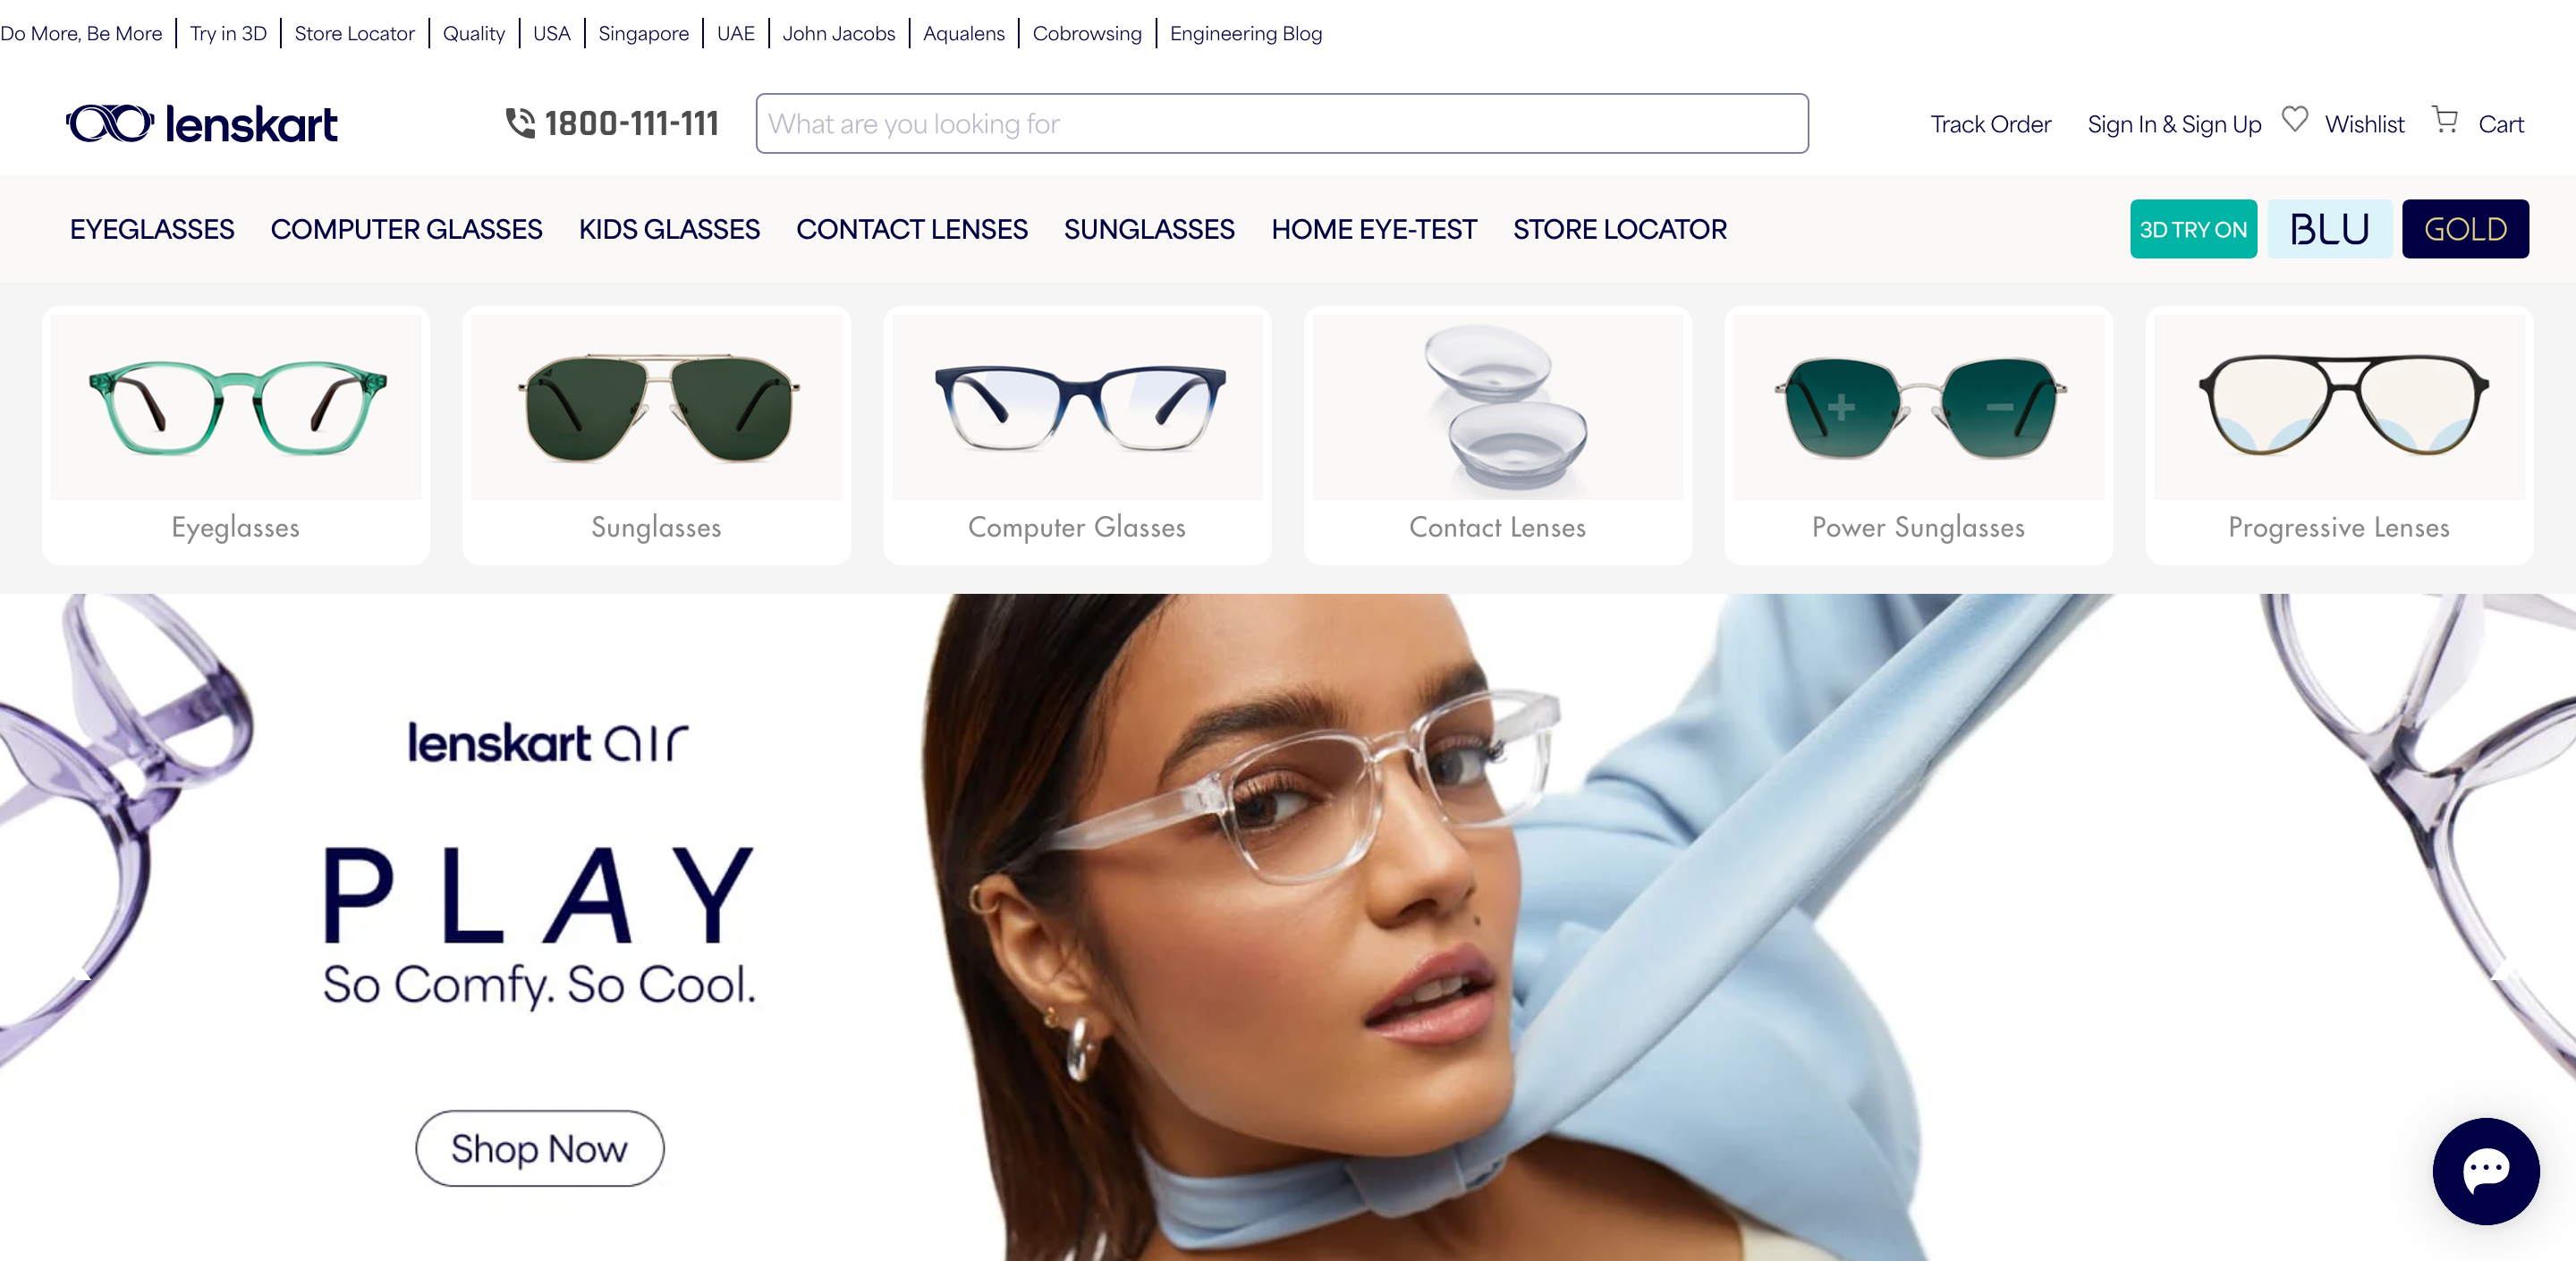 Do More, Be More | Try in 3D | Store Locator | Quality | USA | Singapore | UAE | John Jacobs | Aqualens | Cobrowsing | Engineering Blog
lenskart 1800-111-111 What are you looking for Track Order Sign In & Sign Up Wishlist Cart
EYEGLASSES COMPUTER GLASSES KIDS GLASSES CONTACT LENSES SUNGLASSES HOME EYE-TEST STORE LOCATOR 3D TRY ON BLU GOLD
Eyeglasses Sunglasses Computer Glasses Contact Lenses Power Sunglasses Progressive Lenses
lenskart air
PLAY
So Comfy. So Cool.
Shop Now